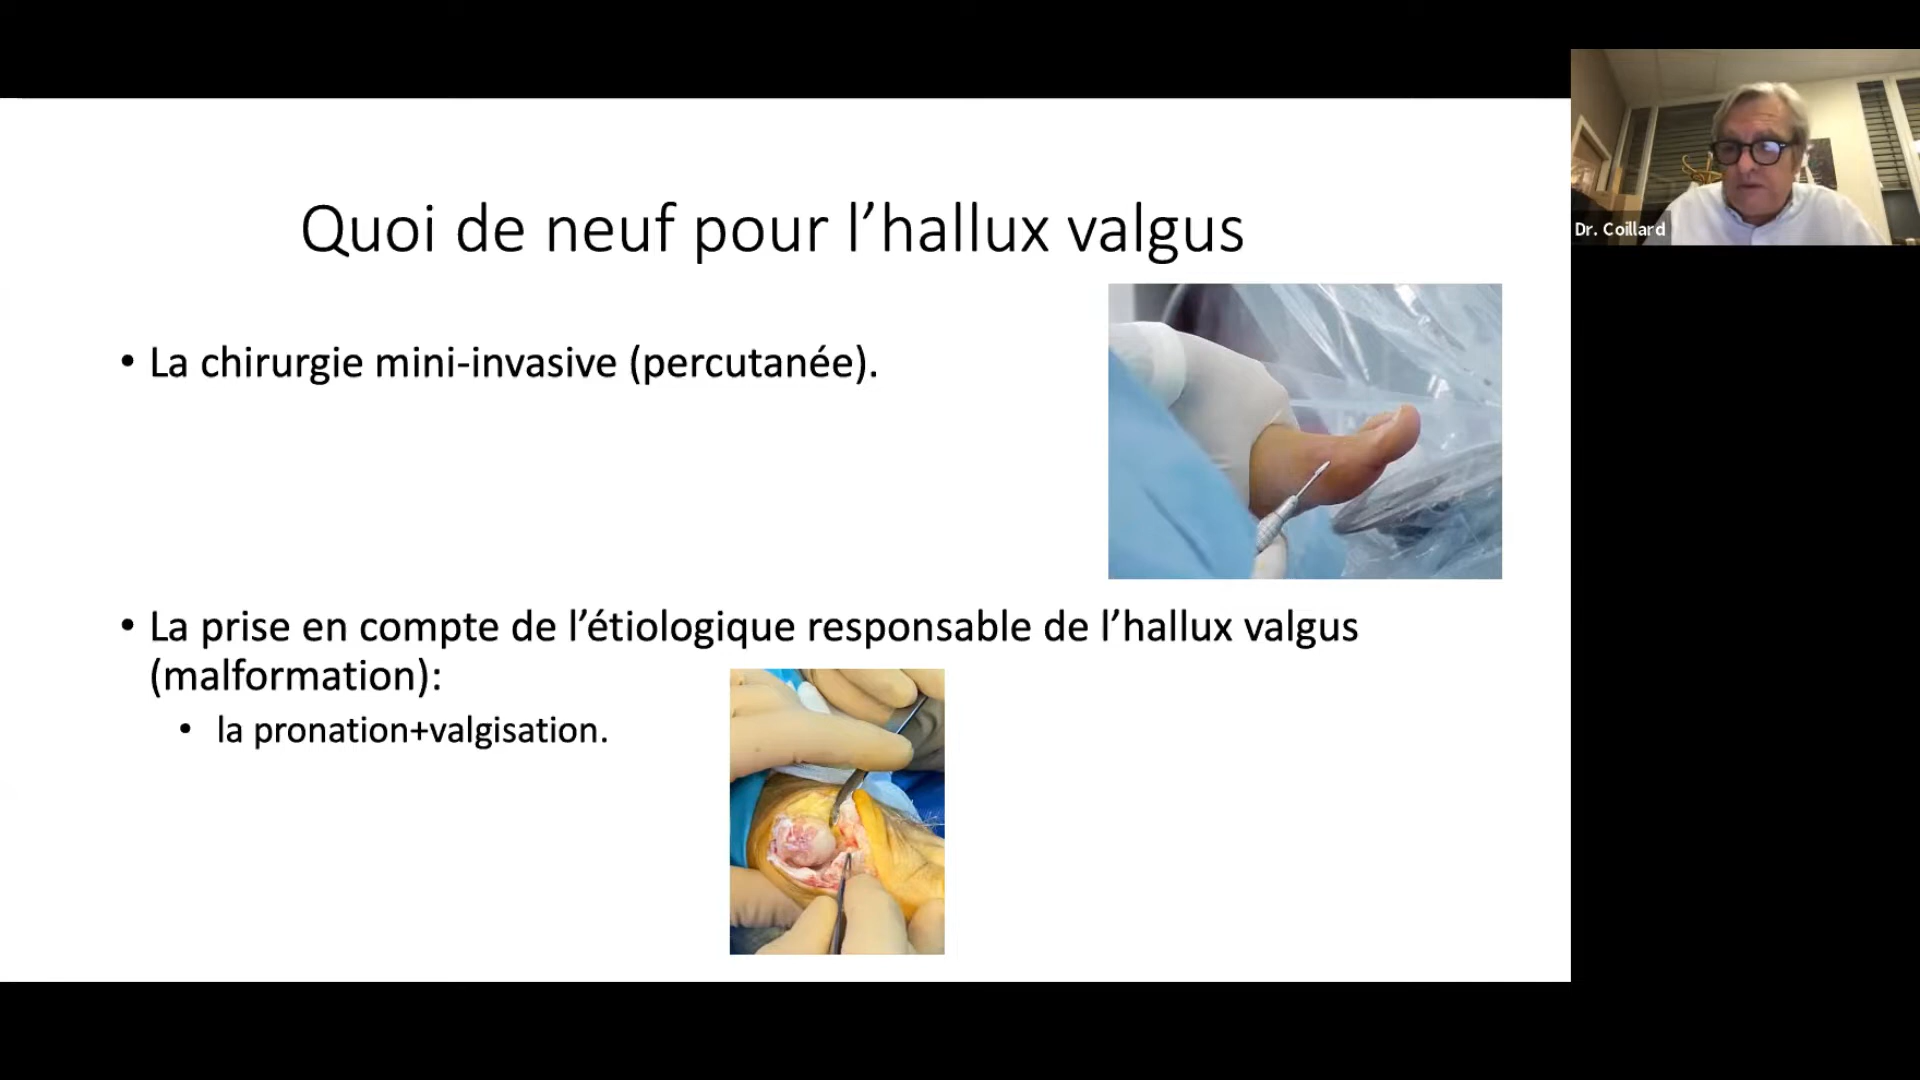 Quoi de neuf pour l’hallux valgus
• La chirurgie mini-invasive (percutanée).
• La prise en compte de l’étiologique responsable de l’hallux valgus
(malformation):
• la pronation+valgisation.
Dr. Coillard